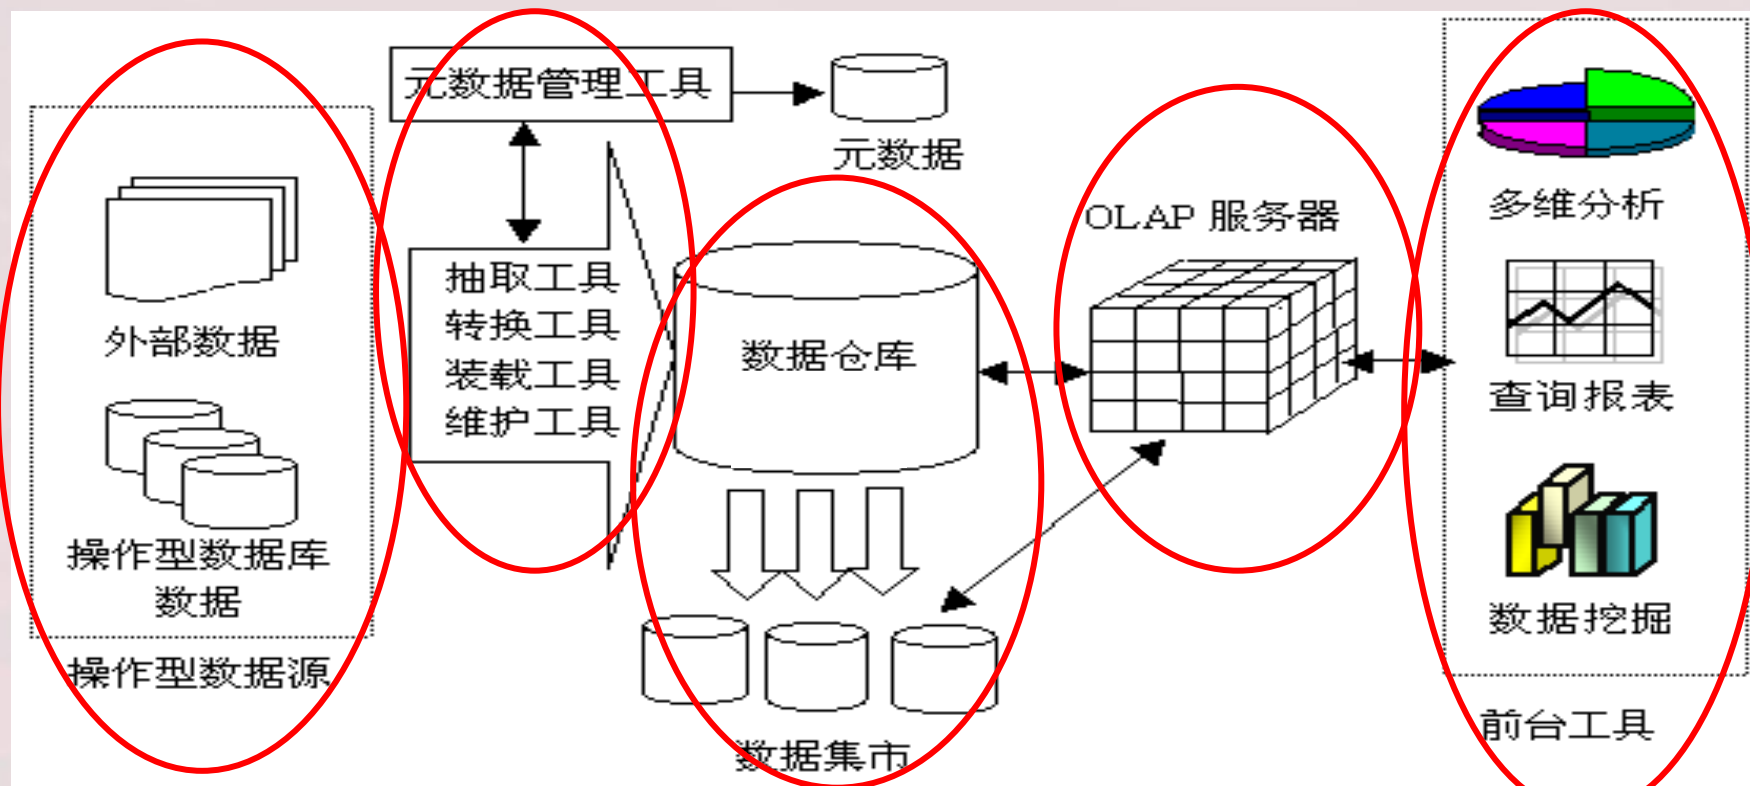 元数据管理工具
元数据
外部数据
操作型数据库
数据
操作型数据源
抽取工具
转换工具
装载工具
维护工具
数据仓库
数据集市
OLAP 服务器
多维分析
查询报表
数据挖掘
前台工具